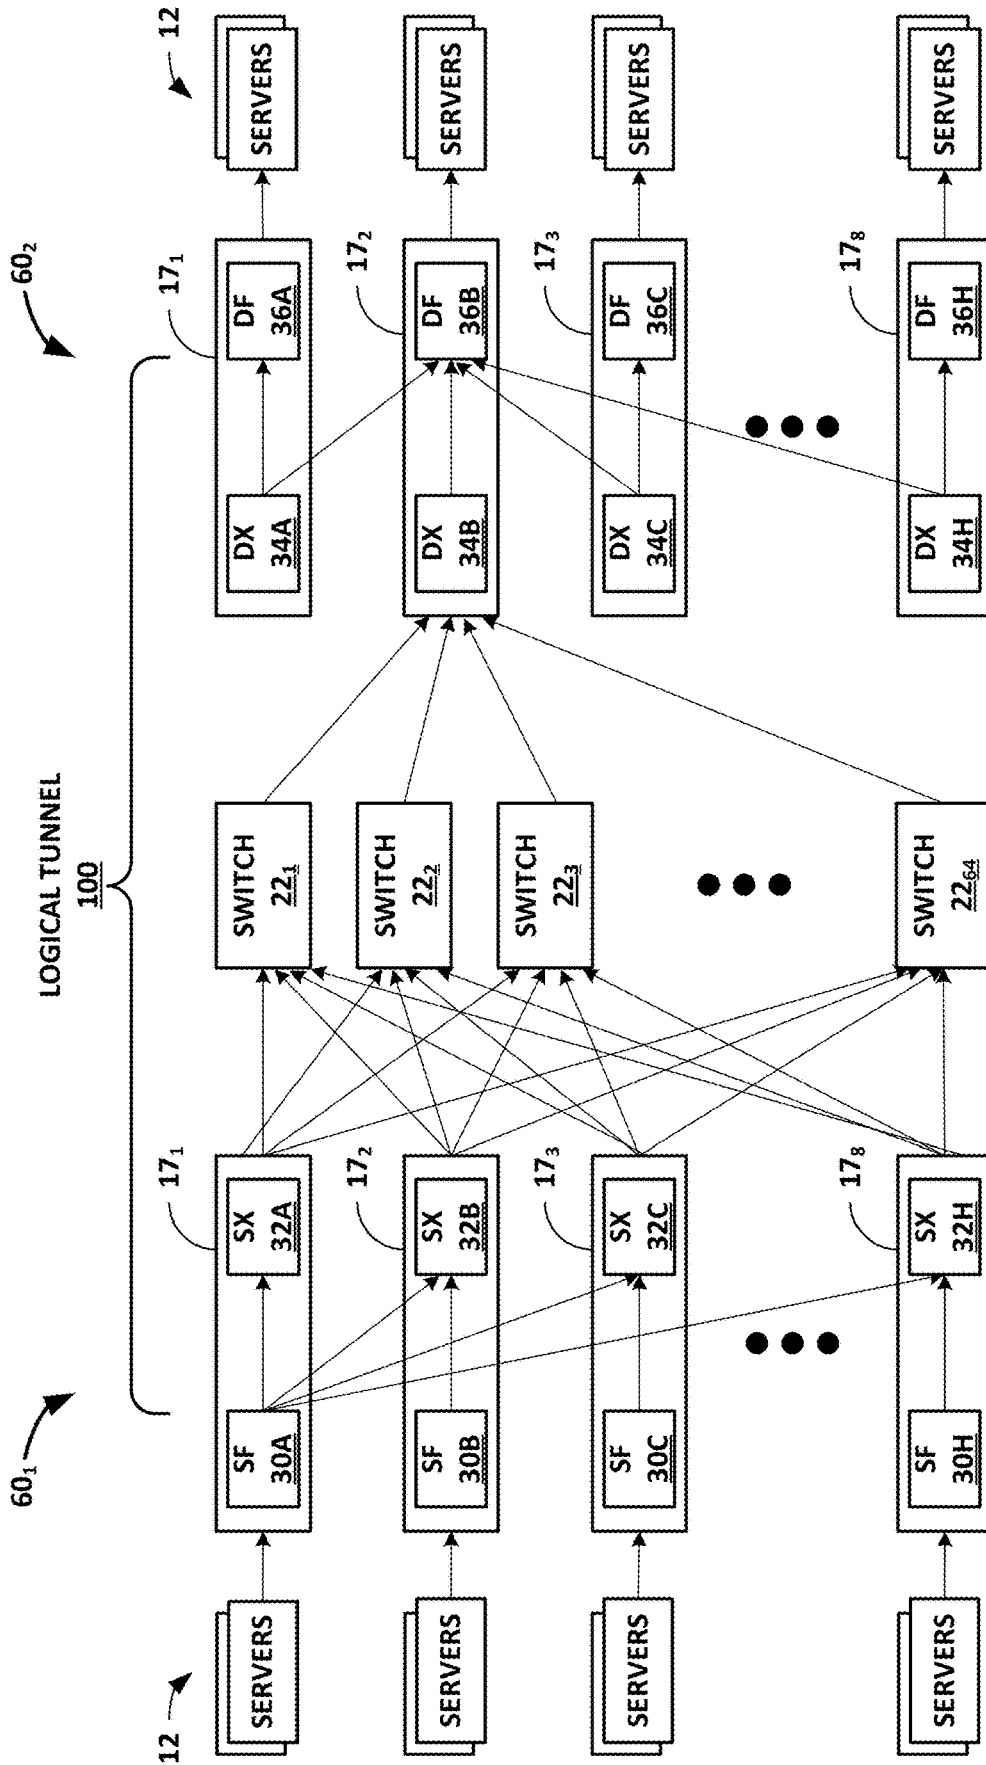 60₁
LOGICAL TUNNEL
100
60₂
12
12
SERVERS
SF
30A
SX
32A
17₁
SWITCH
22₁
DX
34A
DF
36A
17₁
SERVERS
SERVERS
SF
30B
SX
32B
17₂
SWITCH
22₂
DX
34B
DF
36B
17₂
SERVERS
SERVERS
SF
30C
SX
32C
17₃
SWITCH
22₃
DX
34C
DF
36C
17₃
SERVERS
SERVERS
SF
30H
SX
32H
17₈
SWITCH
22₆₄
DX
34H
DF
36H
17₈
SERVERS